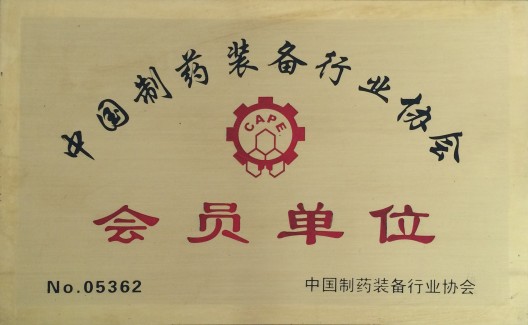 中国制药装备行业协会
CAPE
会员单位
No.05362
中国制药装备行业协会